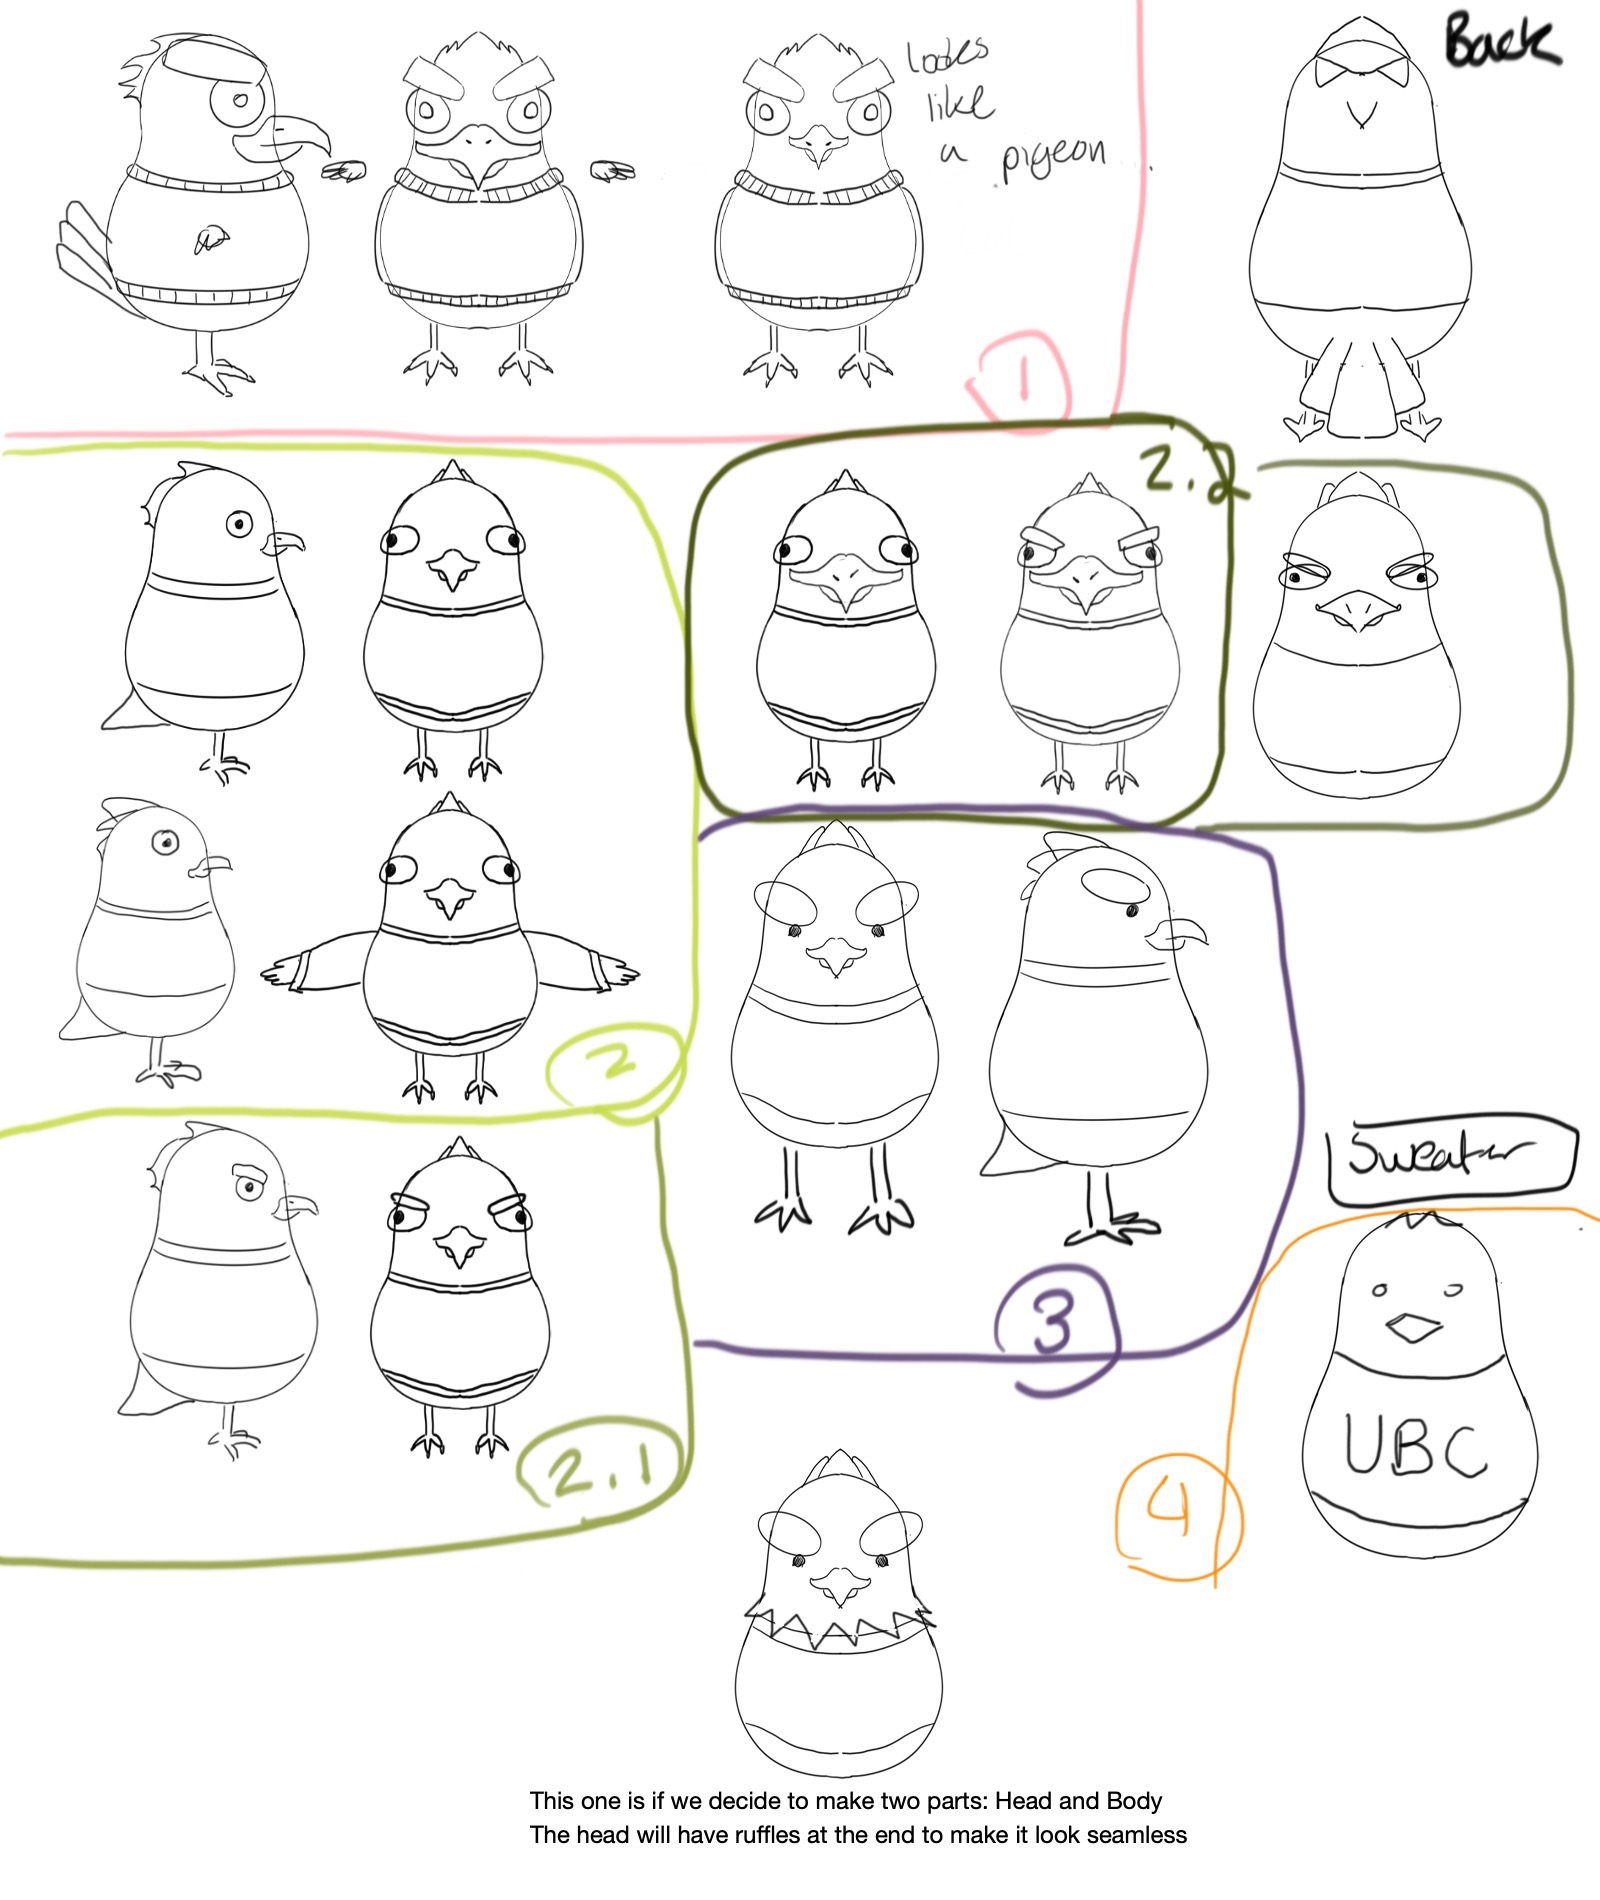 Back
looks
like
a pigeon
1
2.2
2
3
Sweater
UBC
4
2.1
This one is if we decide to make two parts: Head and Body
The head will have ruffles at the end to make it look seamless